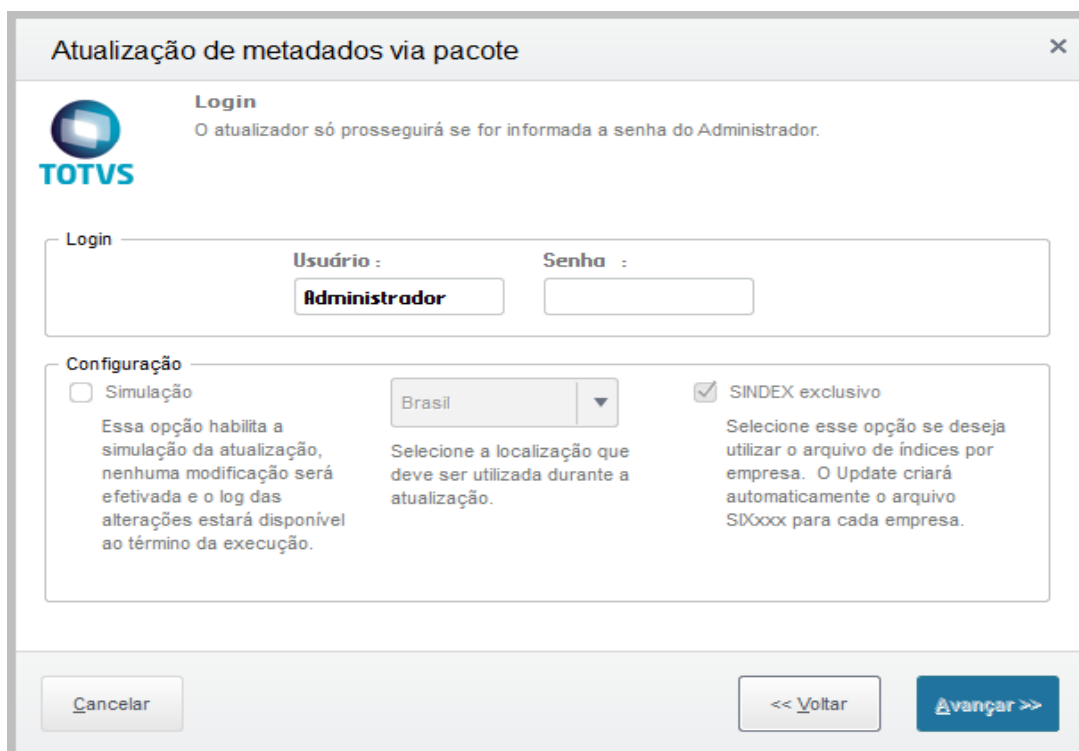 Atualização de metadados via pacote
×
TOTVS
Login
O atualizador só prosseguirá se for informada a senha do Administrador.
Login
Usuário :
Senha :
Administrador
Configuração
Simulação
Essa opção habilita a
simulação da atualização,
nenhuma modificação será
efetivada e o log das
alterações estará disponível
ao término da execução.
Brasil
Selecione a localização que
deve ser utilizada durante a
atualização.
SINDEX exclusivo
Selecione esse opção se deseja
utilizar o arquivo de índices por
empresa. O Update criará
automaticamente o arquivo
SIXxxx para cada empresa.
Cancelar
<< Voltar
Avançar >>